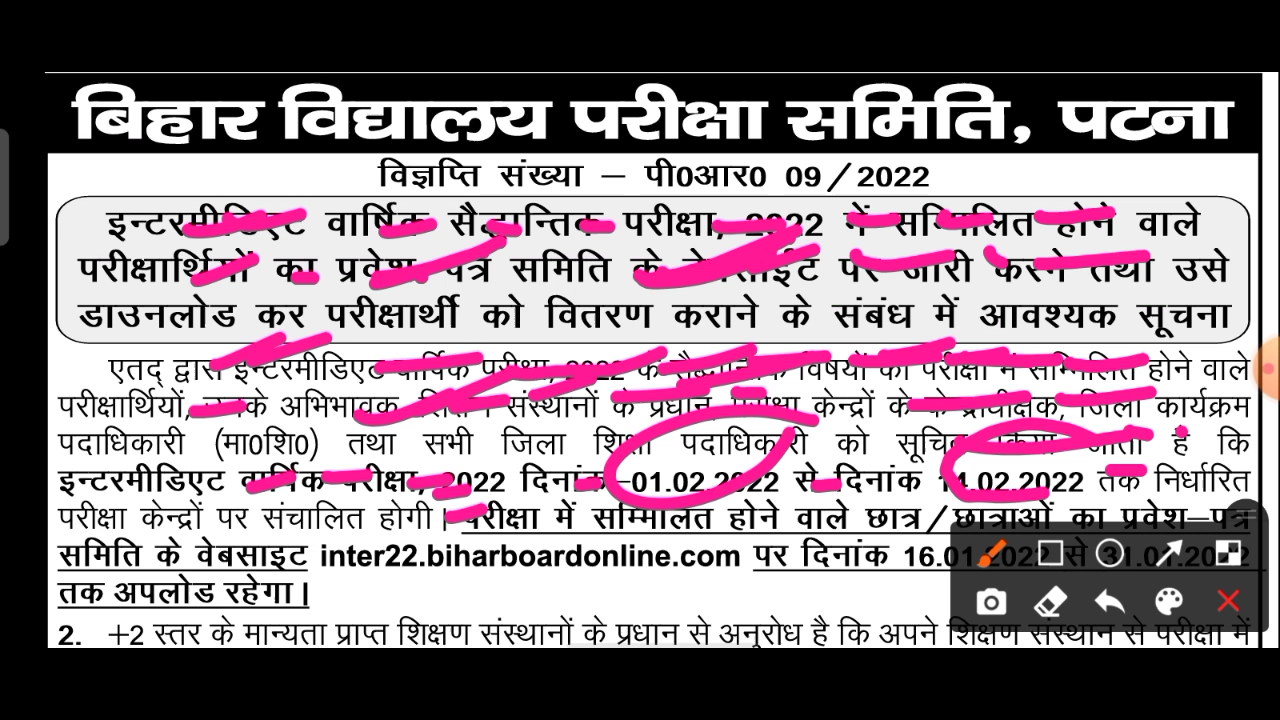 बिहार विद्यालय परीक्षा समिति, पटना
विज्ञप्ति संख्या – पी0आर0 09/2022
इन्टरमीडिएट वार्षिक सैद्धान्तिक परीक्षा, 2022 में सम्मिलित होने वाले
परीक्षार्थियों का प्रवेश पत्र समिति के वेबसाईट पर जारी करने तथा उसे
डाउनलोड कर परीक्षार्थी को वितरण कराने के संबंध में आवश्यक सूचना
एतद् द्वारा इन्टरमीडिएट वार्षिक परीक्षा, 2022 के सैद्धान्तिक विषयों की परीक्षा में सम्मिलित होने वाले
परीक्षार्थियों, उनके अभिभावक, शिक्षण संस्थानों के प्रधान, परीक्षा केन्द्रों के केन्द्राधीक्षक, जिला कार्यक्रम
पदाधिकारी (मा0शि0) तथा सभी जिला शिक्षा पदाधिकारी को सूचित किया जाता है कि
इन्टरमीडिएट वार्षिक परीक्षा, 2022 दिनांक–01.02.2022 से दिनांक 14.02.2022 तक निर्धारित
परीक्षा केन्द्रों पर संचालित होगी। परीक्षा में सम्मिलित होने वाले छात्र/छात्राओं का प्रवेश–पत्र
समिति के वेबसाइट inter22.biharboardonline.com पर दिनांक 16.01.2022 से 31.01.2022
तक अपलोड रहेगा।
2. +2 स्तर के मान्यता प्राप्त शिक्षण संस्थानों के प्रधान से अनुरोध है कि अपने शिक्षण संस्थान से परीक्षा में